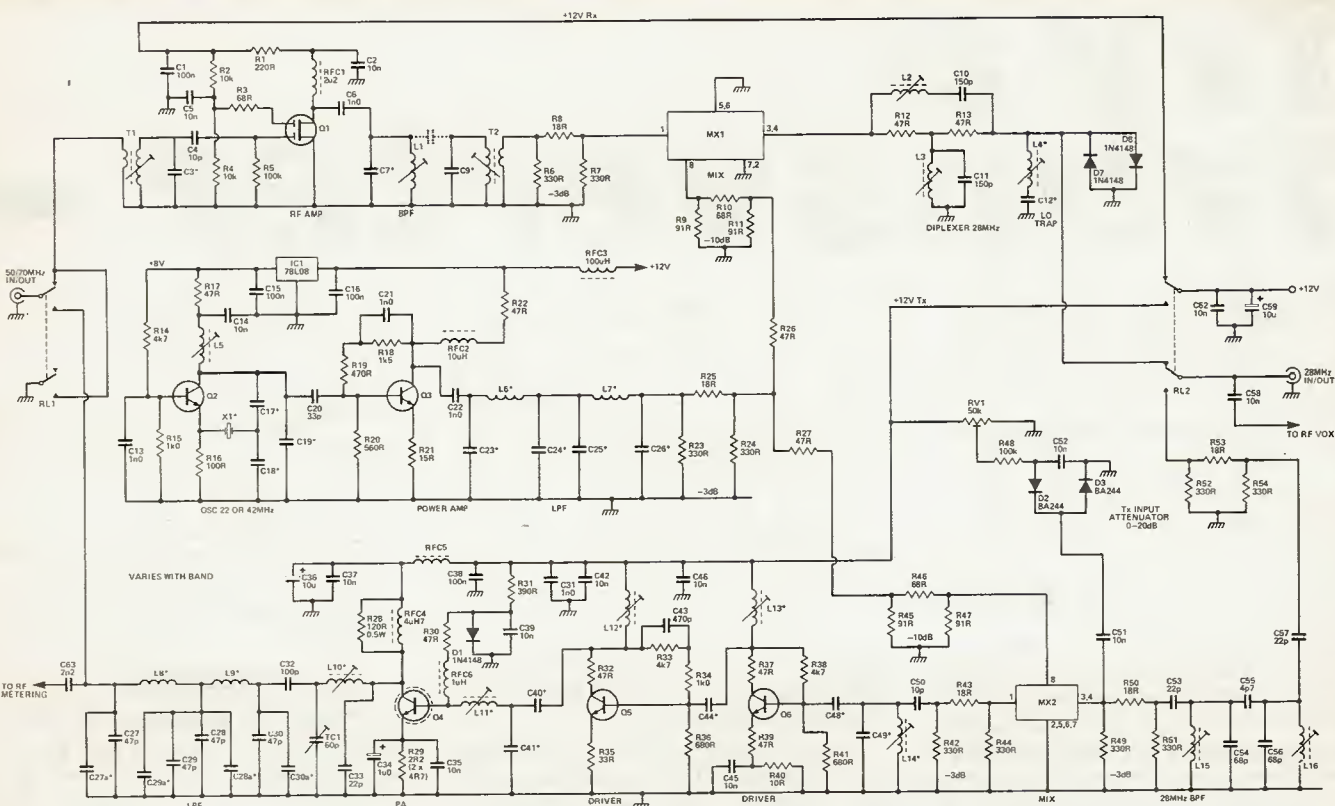 +12V Rx
C1
100n
R2
10k
R1
220R
RFC1
2u2
C2
10n
C5
10n
R3
68R
C6
1n0
Q1
T1
C4
10p
C3*
R4
10k
R5
100k
RF AMP
C7*
L1
BPF
C9*
T2
R8
18R
R6
330R
R7
330R
-3dB
1
5,6
MX1
3,4
8
MIX
7,2
R10
68R
R9
91R
R11
91R
-10dB
L2
C10
150p
R12
47R
R13
47R
L3
C11
150p
DIPLEXER 28MHz
L4*
C12*
LO
TRAP
D7
1N4148
D8
1N4148
50/70MHz
IN/OUT
RL1
+8V
IC1
78L08
RFC3
100uH
+12V
R17
47R
C15
100n
C16
100n
C14
10n
R14
4k7
L5
C21
1n0
R18
1k5
RFC2
10uH
R22
47R
R19
470R
Q2
X1*
C17*
C13
1n0
R15
1k0
R16
100R
C18*
C19*
C20
33p
R20
560R
Q3
R21
15R
C22
1n0
L6*
L7*
C23*
C24*
C25*
C26*
R25
18R
R23
330R
R24
330R
-3dB
R26
47R
R27
47R
OSC 22 OR 42MHz
POWER AMP
LPF
+12V Tx
+12V
C62
10n
C59
10u
+
28MHz
IN/OUT
RL2
C58
10n
TO RF VOX
RV1
50k
R48
100k
C52
10n
D2
BA244
D3
BA244
Tx INPUT
ATTENUATOR
0-20dB
R53
18R
R52
330R
R54
330R
VARIES WITH BAND
+
C36
10u
C37
10n
RFC5
C38
100n
R31
390R
C31
1n0
C42
10n
C46
10n
R28
120R
0.5W
RFC4
4uH7
R30
47R
D1
1N4148
C39
10n
RFC6
1uH
L12*
C43
470p
R33
4k7
L13*
R46
68R
R45
91R
R47
91R
-10dB
C51
10n
C57
22p
TO RF
METERING
C63
2n2
L8*
L9*
C32
100p
L10*
Q4
L11*
C40*
R32
47R
Q5
R34
1k0
C44*
R37
47R
Q6
R38
4k7
C48*
C50
10p
R43
18R
1
8
MX2
3,4
2,5,6,7
R50
18R
C53
22p
C55
4p7
C27
47p
C27a*
C29
47p
C29a*
C28
47p
C28a*
C30
47p
C30a*
TC1
60p
C33
22p
+
C34
1u0
R29
2R2
(2 x
4R7)
C35
10n
C41*
R35
33R
R36
680R
R39
47R
C45
10n
R40
10R
R41
680R
C49*
L14*
R42
330R
R44
330R
-3dB
R49
330R
R51
330R
-3dB
L15
C54
68p
C56
68p
L16
LPF
PA
DRIVER
DRIVER
MIX
28MHz BPF